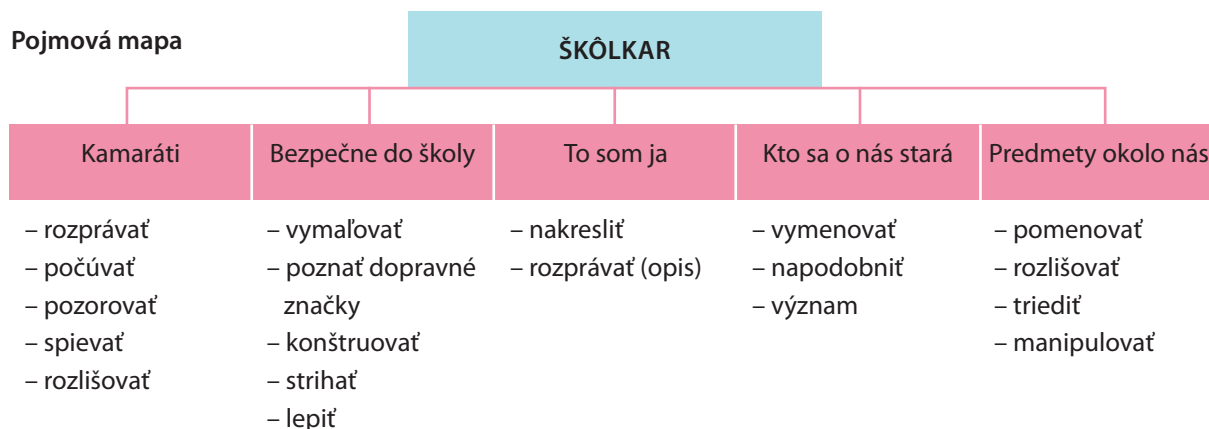 Pojmová mapa
ŠKÔLKAR
Kamaráti
– rozprávať
– počúvať
– pozorovať
– spievať
– rozlišovať
Bezpečne do školy
– vymaľovať
– poznať dopravné
značky
– konštruovať
– strihať
– lepiť
To som ja
– nakresliť
– rozprávať (opis)
Kto sa o nás stará
– vymenovať
– napodobniť
– význam
Predmety okolo nás
– pomenovať
– rozlišovať
– triediť
– manipulovať